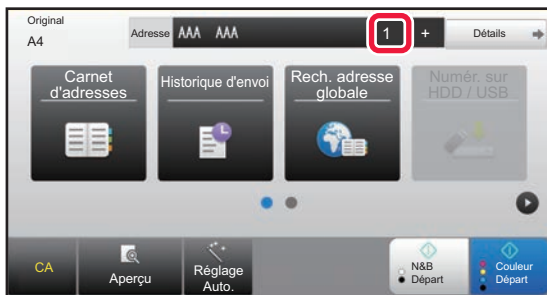 Original
A4
Adresse AAA AAA 1 + Détails
Carnet
d'adresses
Historique d'envoi
Rech. adresse
globale
Numér. sur
HDD / USB
CA
Aperçu
Réglage
Auto.
N&B
Départ
Couleur
Départ